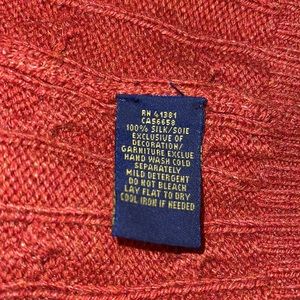 RN 41381
CA56658
100% SILK/SOIE
EXCLUSIVE OF
DECORATION/
GARNITURE EXCLUE
HAND WASH COLD
SEPARATELY
MILD DETERGENT
DO NOT BLEACH
LAY FLAT TO DRY
COOL IRON IF NEEDED